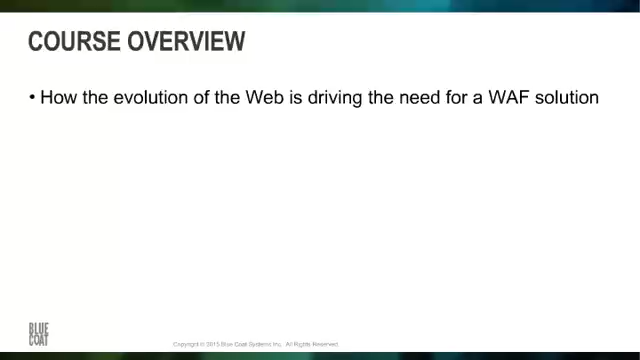 COURSE OVERVIEW
• How the evolution of the Web is driving the need for a WAF solution
BLUE
COAT
Copyright © 2015 Blue Coat Systems Inc. All Rights Reserved.